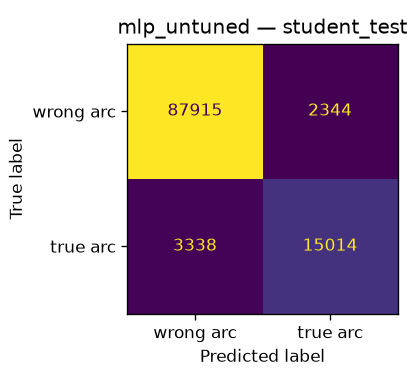 mlp_untuned — student_test
True label
wrong arc
87915 2344
true arc
3338 15014
wrong arc true arc
Predicted label